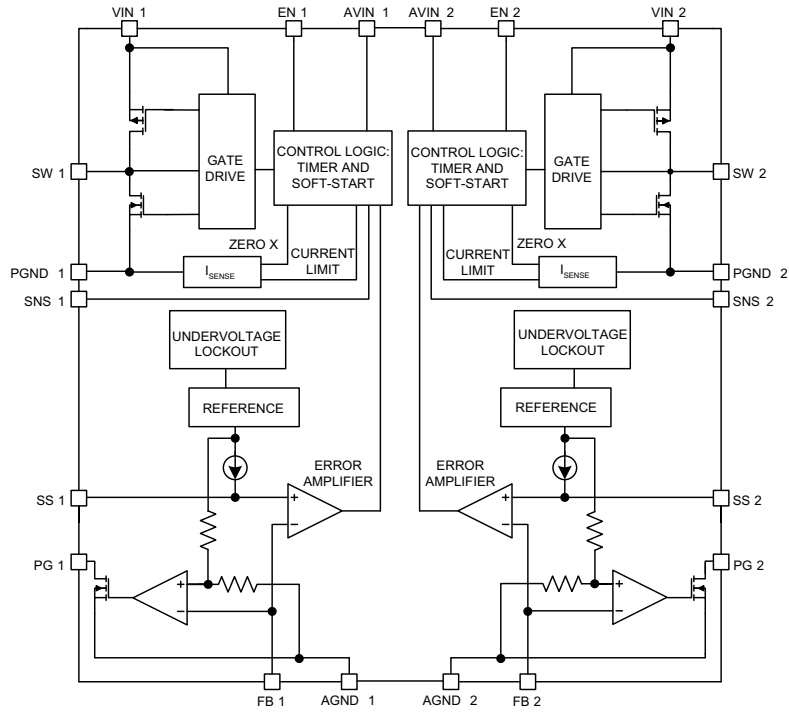 VIN 1
EN 1
AVIN 1
AVIN 2
EN 2
VIN 2
SW 1
GATE
DRIVE
CONTROL LOGIC:
TIMER AND
SOFT-START
CONTROL LOGIC:
TIMER AND
SOFT-START
GATE
DRIVE
SW 2
ZERO X
CURRENT
LIMIT
CURRENT
LIMIT
ZERO X
PGND 1
ISENSE
ISENSE
PGND 2
SNS 1
SNS 2
UNDERVOLTAGE
LOCKOUT
UNDERVOLTAGE
LOCKOUT
REFERENCE
REFERENCE
ERROR
AMPLIFIER
ERROR
AMPLIFIER
SS 1
+
−
+
−
SS 2
PG 1
+
−
+
−
PG 2
FB 1
AGND 1
AGND 2
FB 2